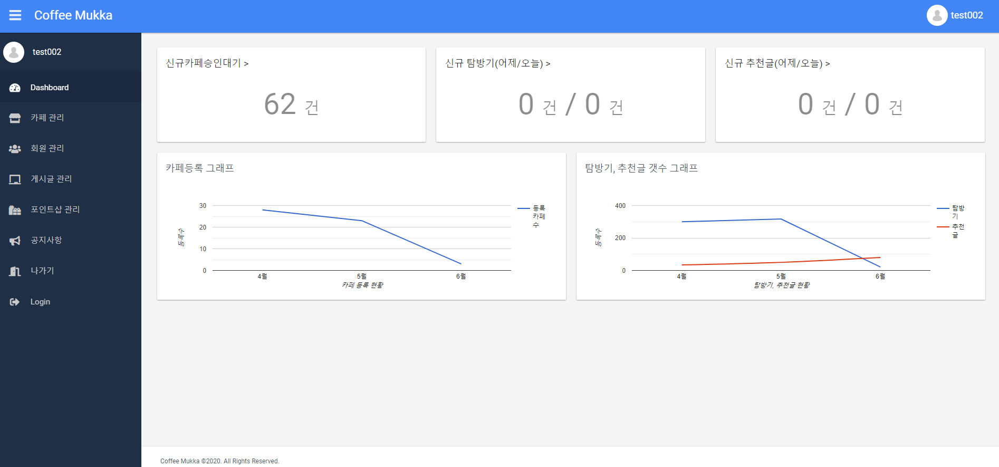 Coffee Mukka
test002
test002
Dashboard
카페 관리
회원 관리
게시글 관리
포인트샵 관리
공지사항
나가기
Login
신규카페승인대기 >
62 건
신규 탐방기(어제/오늘) >
0 건 / 0 건
신규 추천글(어제/오늘) >
0 건 / 0 건
카페등록 그래프
30
20
10
0
등록수
4월
5월
6월
카페 등록 현황
등록
카페
수
탐방기, 추천글 갯수 그래프
400
200
0
등록수
4월
5월
6월
탐방기, 추천글 현황
탐방
기
추천
글
Coffee Mukka ©2020. All Rights Reserved.